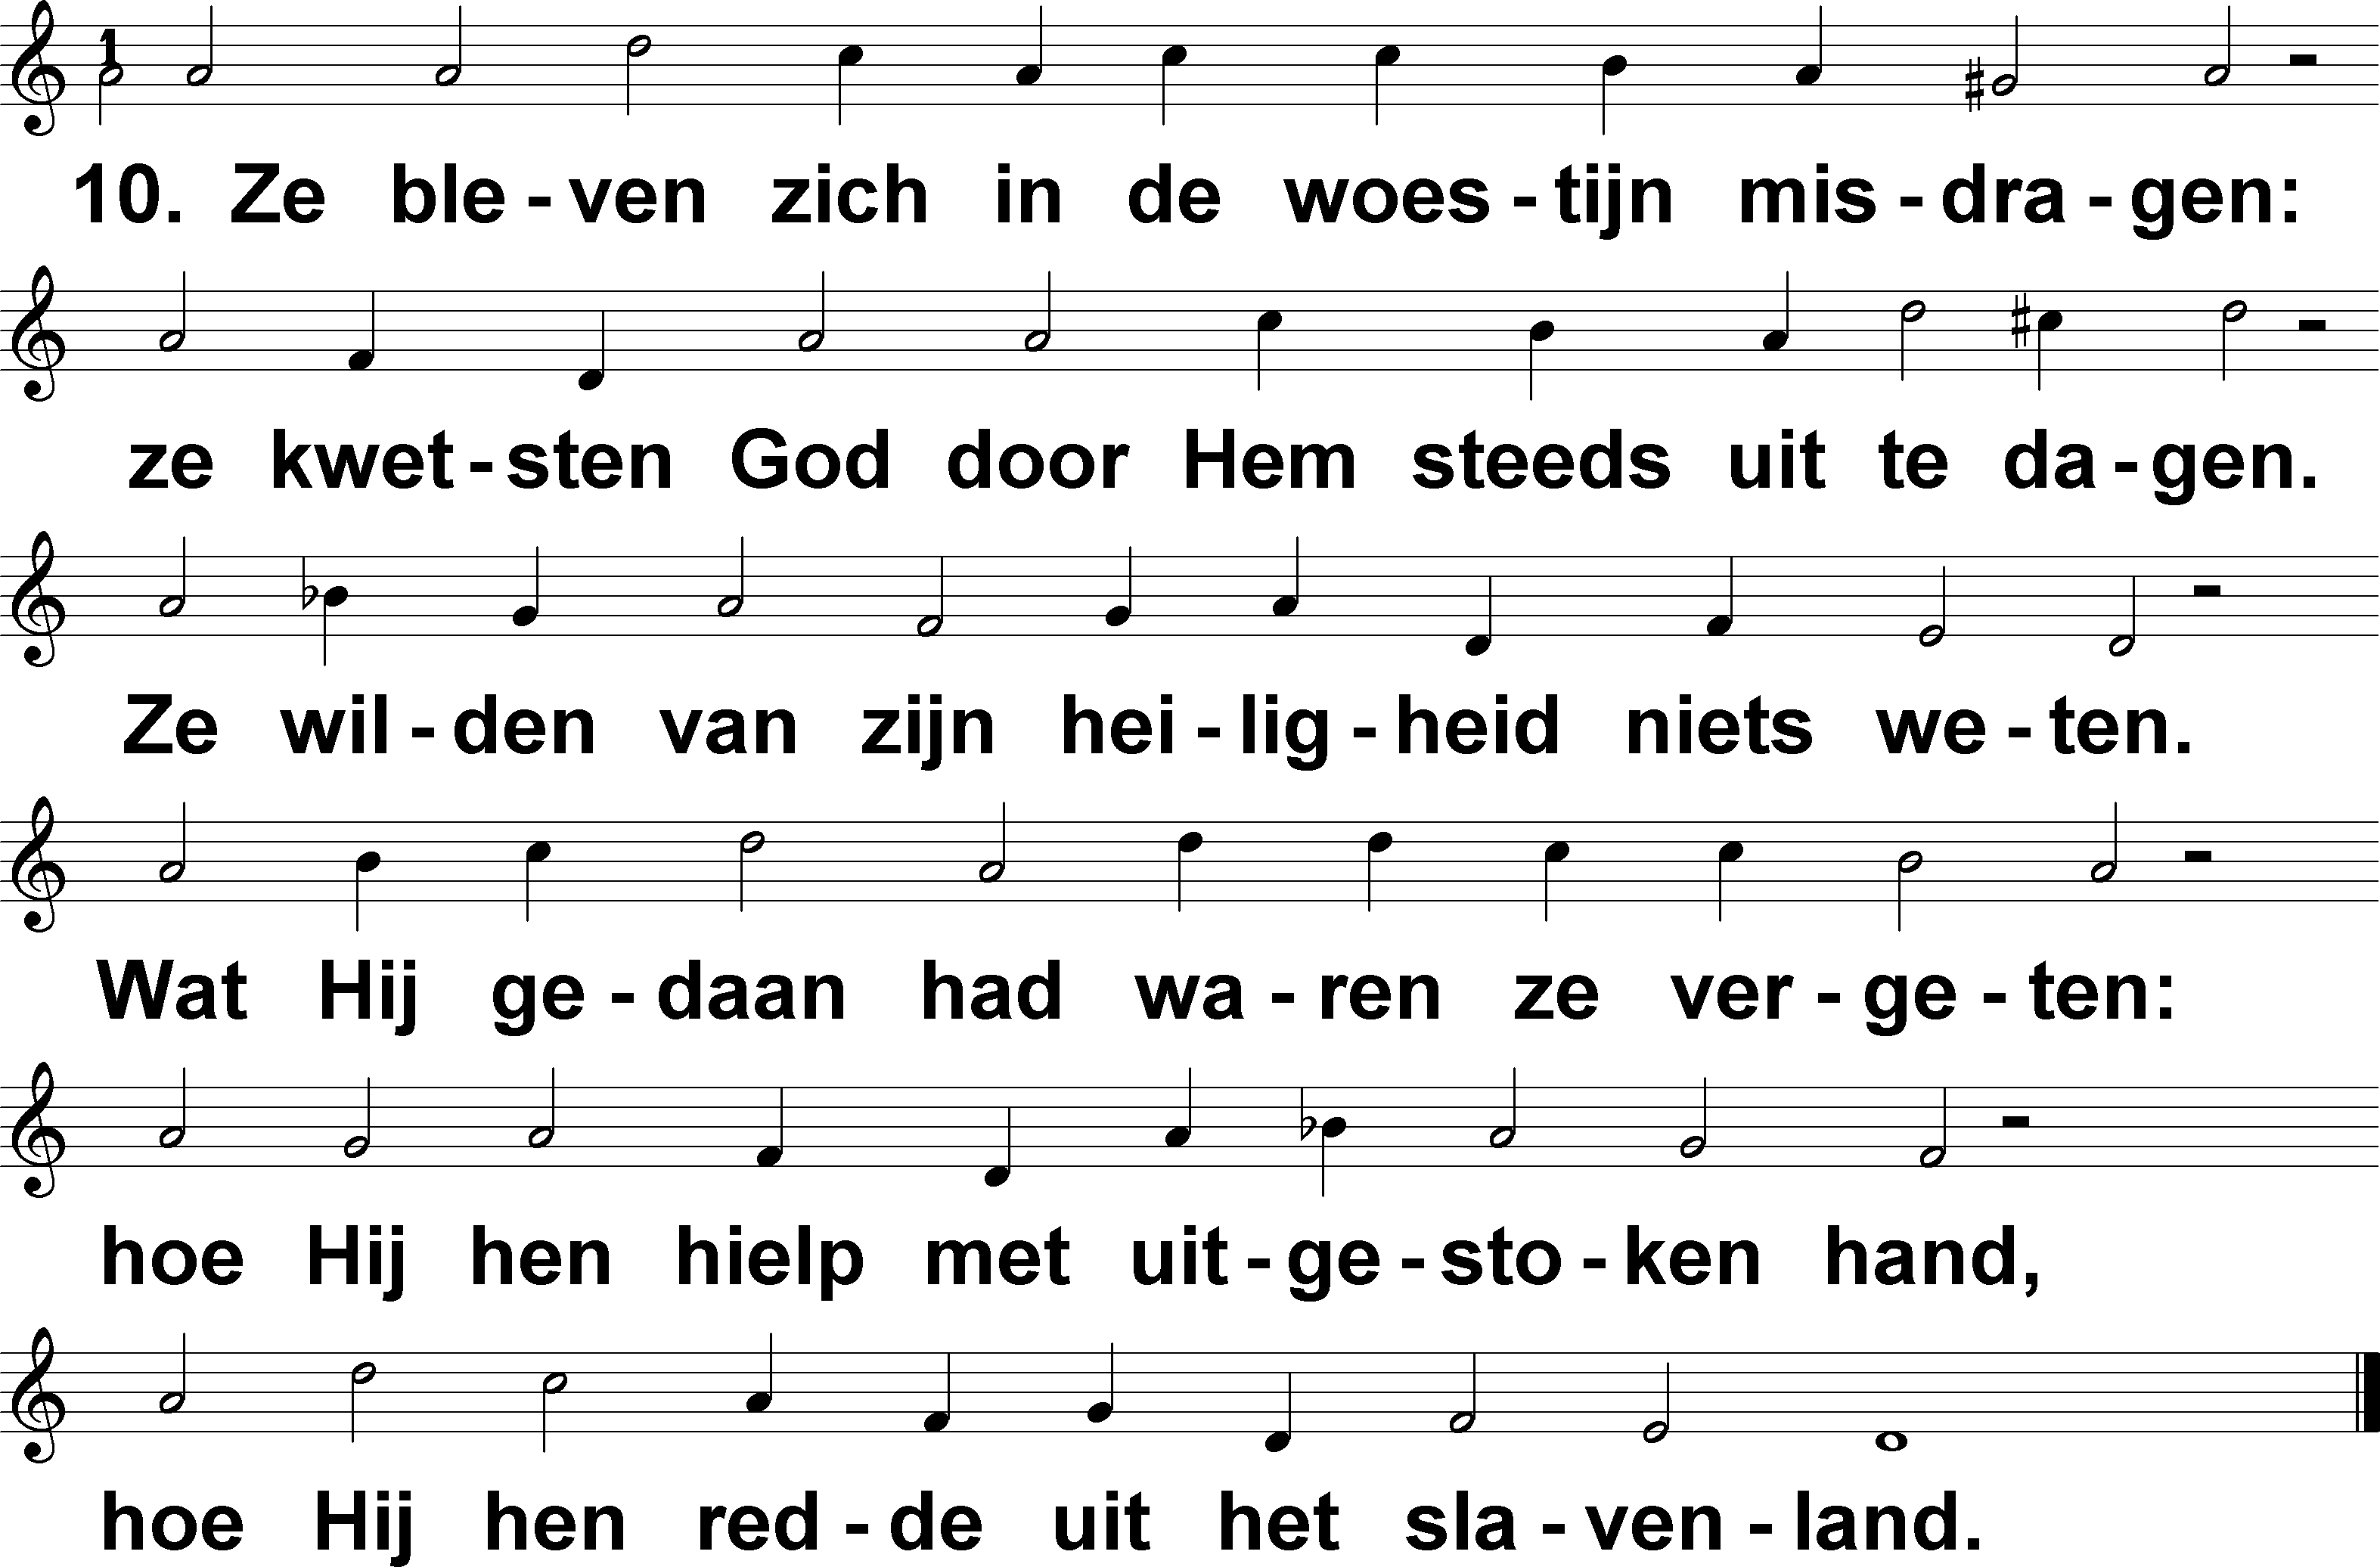 1
10. Ze ble-ven zich in de woes-tijn mis-dra-gen:
ze kwet-sten God door Hem steeds uit te da-gen.
Ze wil-den van zijn hei-lig-heid niets we-ten.
Wat Hij ge-daan had wa-ren ze ver-ge-ten:
hoe Hij hen hielp met uit-ge-sto-ken hand,
hoe Hij hen red-de uit het sla-ven-land.